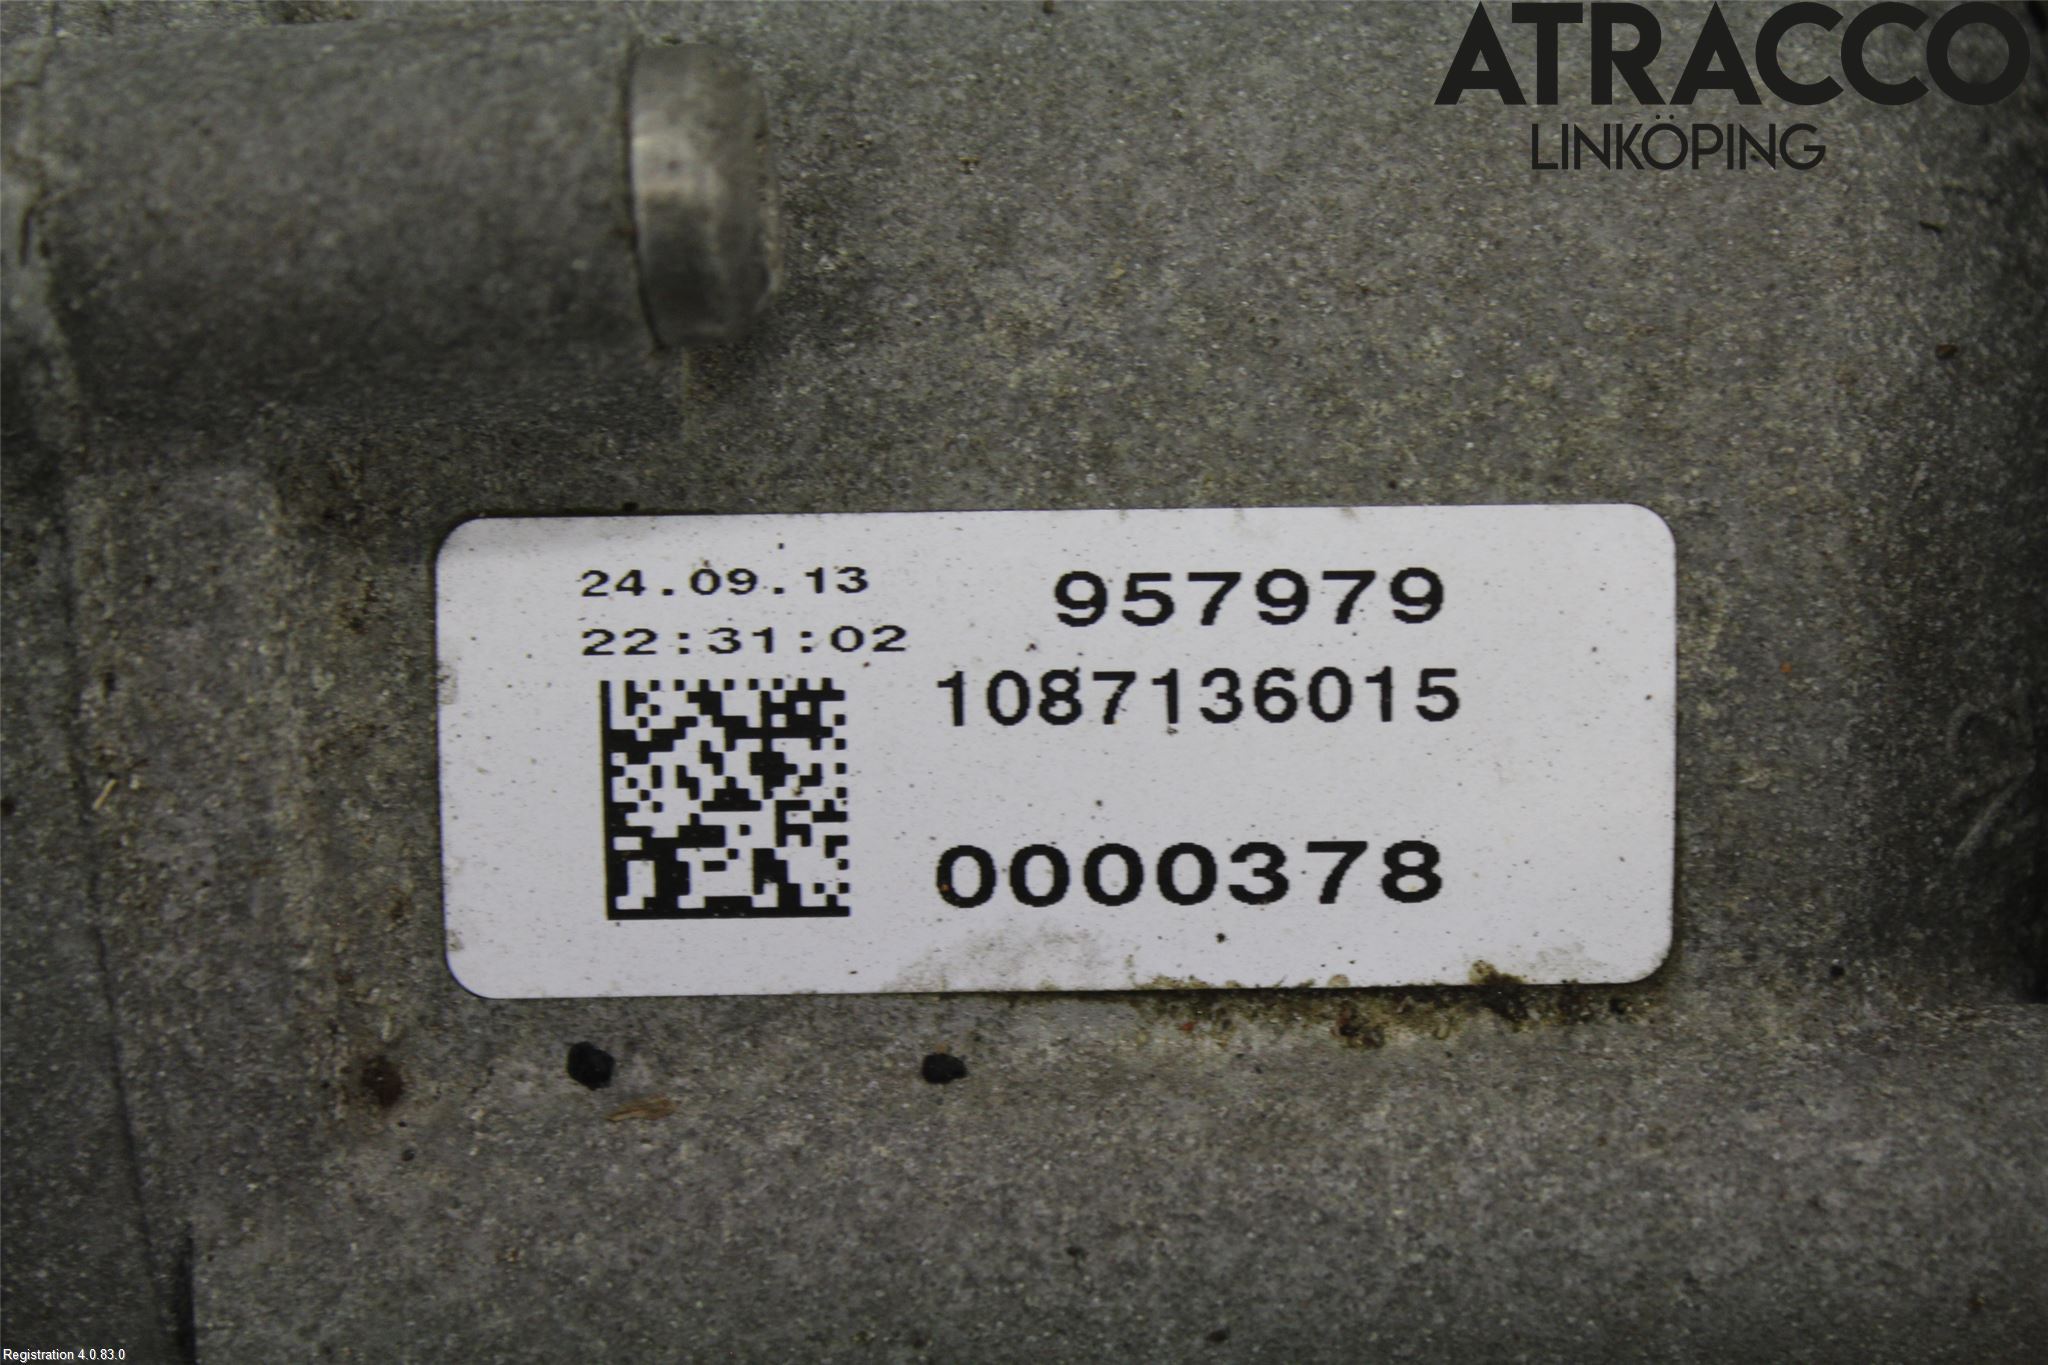 ATRACCO
LINKÖPING
24.09.13
957979
22:31:02
1087136015
0000378
Registration 4.0.83.0